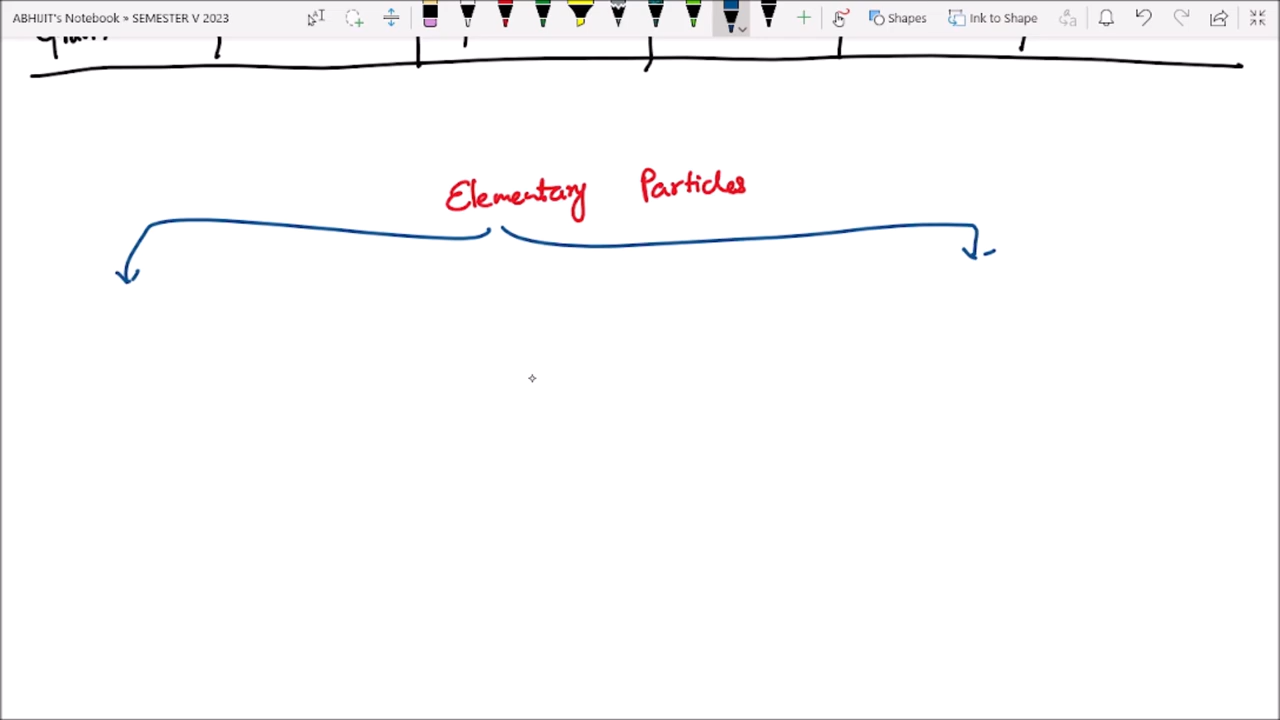 ABHIJIT's Notebook » SEMESTER V 2023
Shapes
Ink to Shape
Elementary Particles